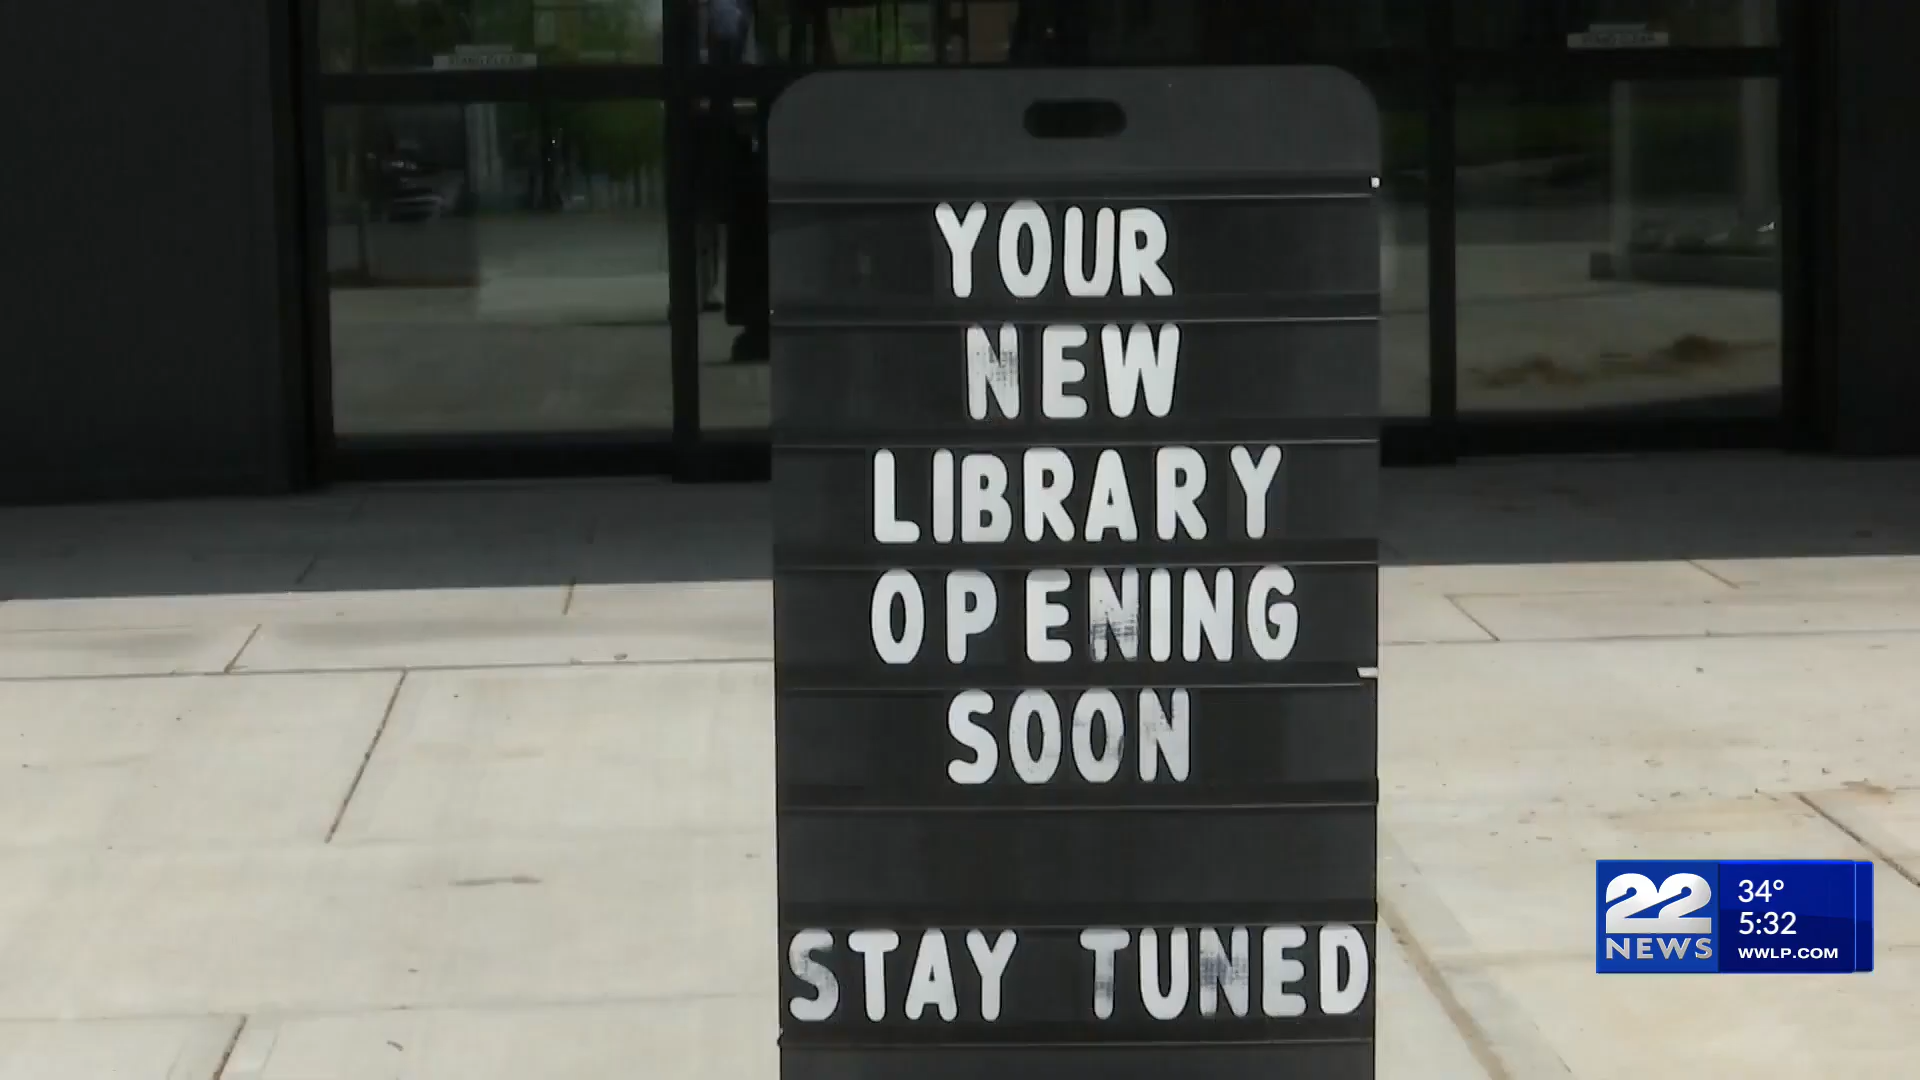 YOUR
NEW
LIBRARY
OPENING
SOON
STAY TUNED
22
NEWS
34°
5:32
WWLP.COM